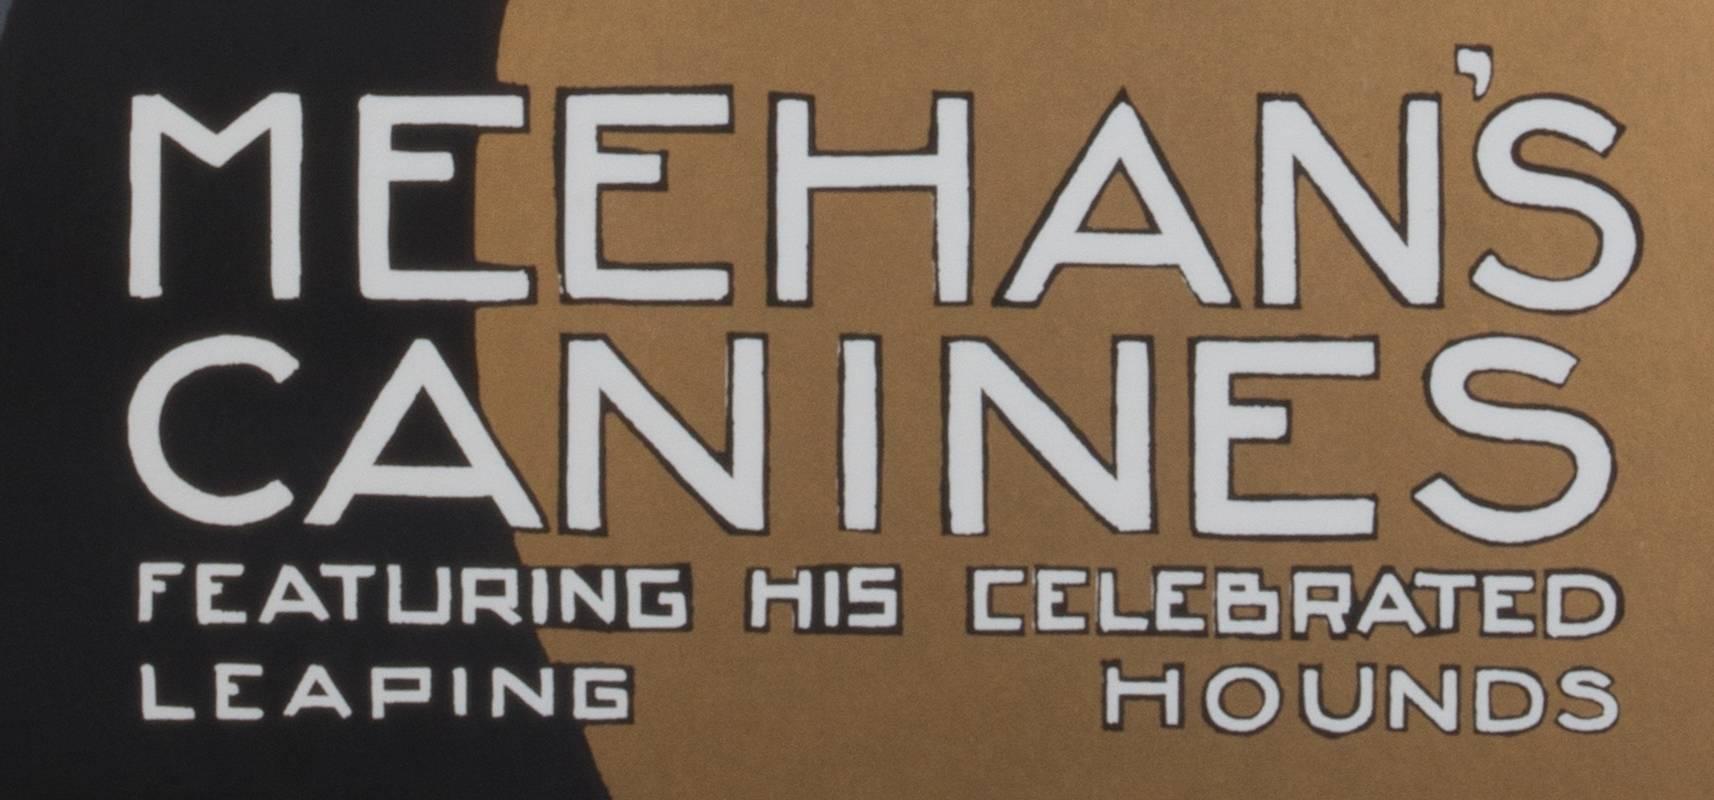 MEEHAN'S
CANINES
FEATURING HIS CELEBRATED
LEAPING HOUNDS